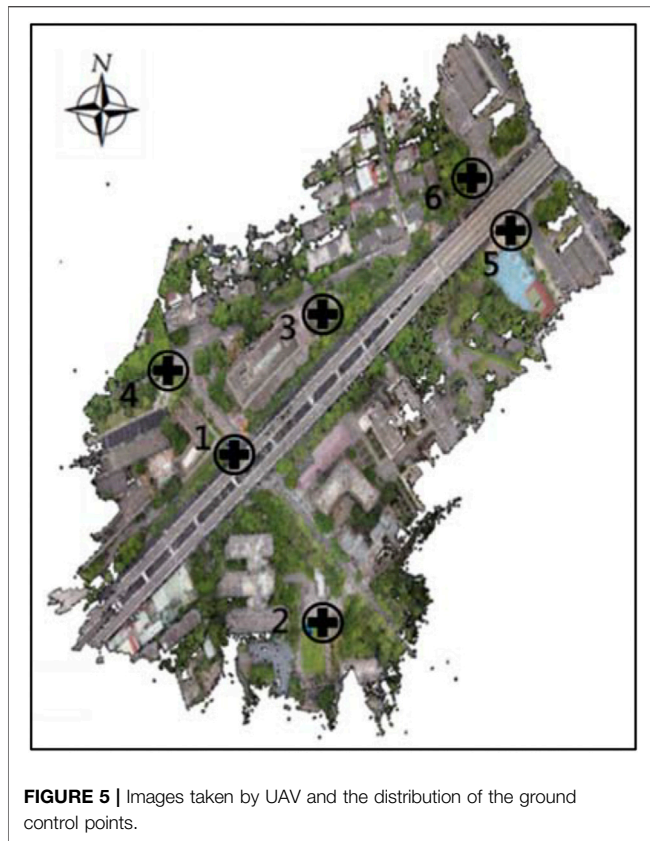 N
6
5
3
4
1
2
FIGURE 5 | Images taken by UAV and the distribution of the ground
control points.